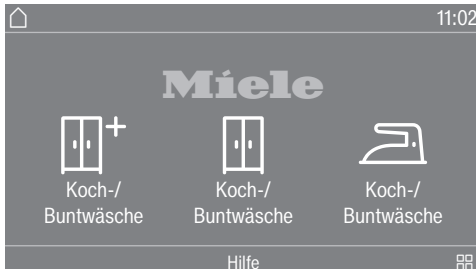 11:02
Miele
Koch-/
Buntwäsche
Koch-/
Buntwäsche
Koch-/
Buntwäsche
Hilfe